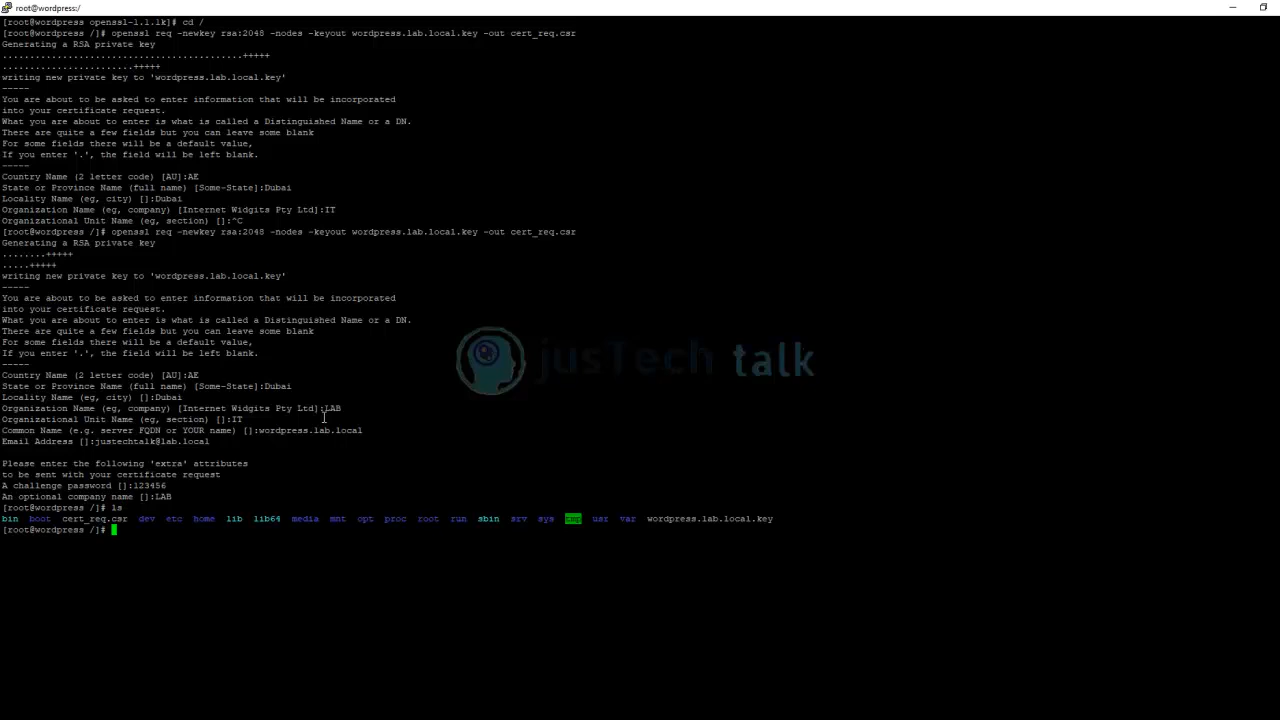 root@wordpress:/
[root@wordpress openssl-1.1.1k]# cd /
[root@wordpress /]# openssl req -newkey rsa:2048 -nodes -keyout wordpress.lab.local.key -out cert_req.csr
Generating a RSA private key
............................................+++++
........................+++++
writing new private key to 'wordpress.lab.local.key'
-----
You are about to be asked to enter information that will be incorporated
into your certificate request.
What you are about to enter is what is called a Distinguished Name or a DN.
There are quite a few fields but you can leave some blank
For some fields there will be a default value,
If you enter '.', the field will be left blank.
-----
Country Name (2 letter code) [AU]:AE
State or Province Name (full name) [Some-State]:Dubai
Locality Name (eg, city) []:Dubai
Organization Name (eg, company) [Internet Widgits Pty Ltd]:IT
Organizational Unit Name (eg, section) []:^C
[root@wordpress /]# openssl req -newkey rsa:2048 -nodes -keyout wordpress.lab.local.key -out cert_req.csr
Generating a RSA private key
........+++++
.....+++++
writing new private key to 'wordpress.lab.local.key'
-----
You are about to be asked to enter information that will be incorporated
into your certificate request.
What you are about to enter is what is called a Distinguished Name or a DN.
There are quite a few fields but you can leave some blank
For some fields there will be a default value,
If you enter '.', the field will be left blank.
-----
Country Name (2 letter code) [AU]:AE
State or Province Name (full name) [Some-State]:Dubai
Locality Name (eg, city) []:Dubai
Organization Name (eg, company) [Internet Widgits Pty Ltd]:LAB
Organizational Unit Name (eg, section) []:IT
Common Name (e.g. server FQDN or YOUR name) []:wordpress.lab.local
Email Address []:justechtalk@lab.local
jusTech talk
Please enter the following 'extra' attributes
to be sent with your certificate request
A challenge password []:123456
An optional company name []:LAB
[root@wordpress /]# ls
bin boot cert_req.csr dev etc home lib lib64 media mnt opt proc root run sbin srv sys tmp usr var wordpress.lab.local.key
[root@wordpress /]#